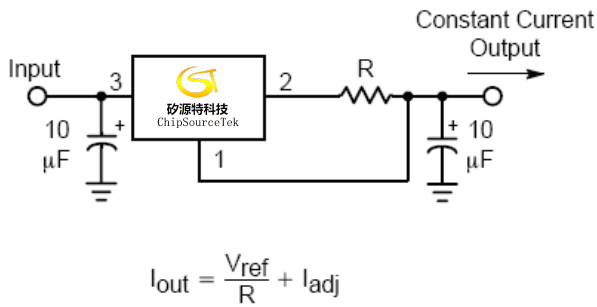 Constant Current
Output
Input
3
矽源特科技
ChipSourceTek
2
R
1
10
μF
+
+
10
μF
Iout = Vref/R + Iadj